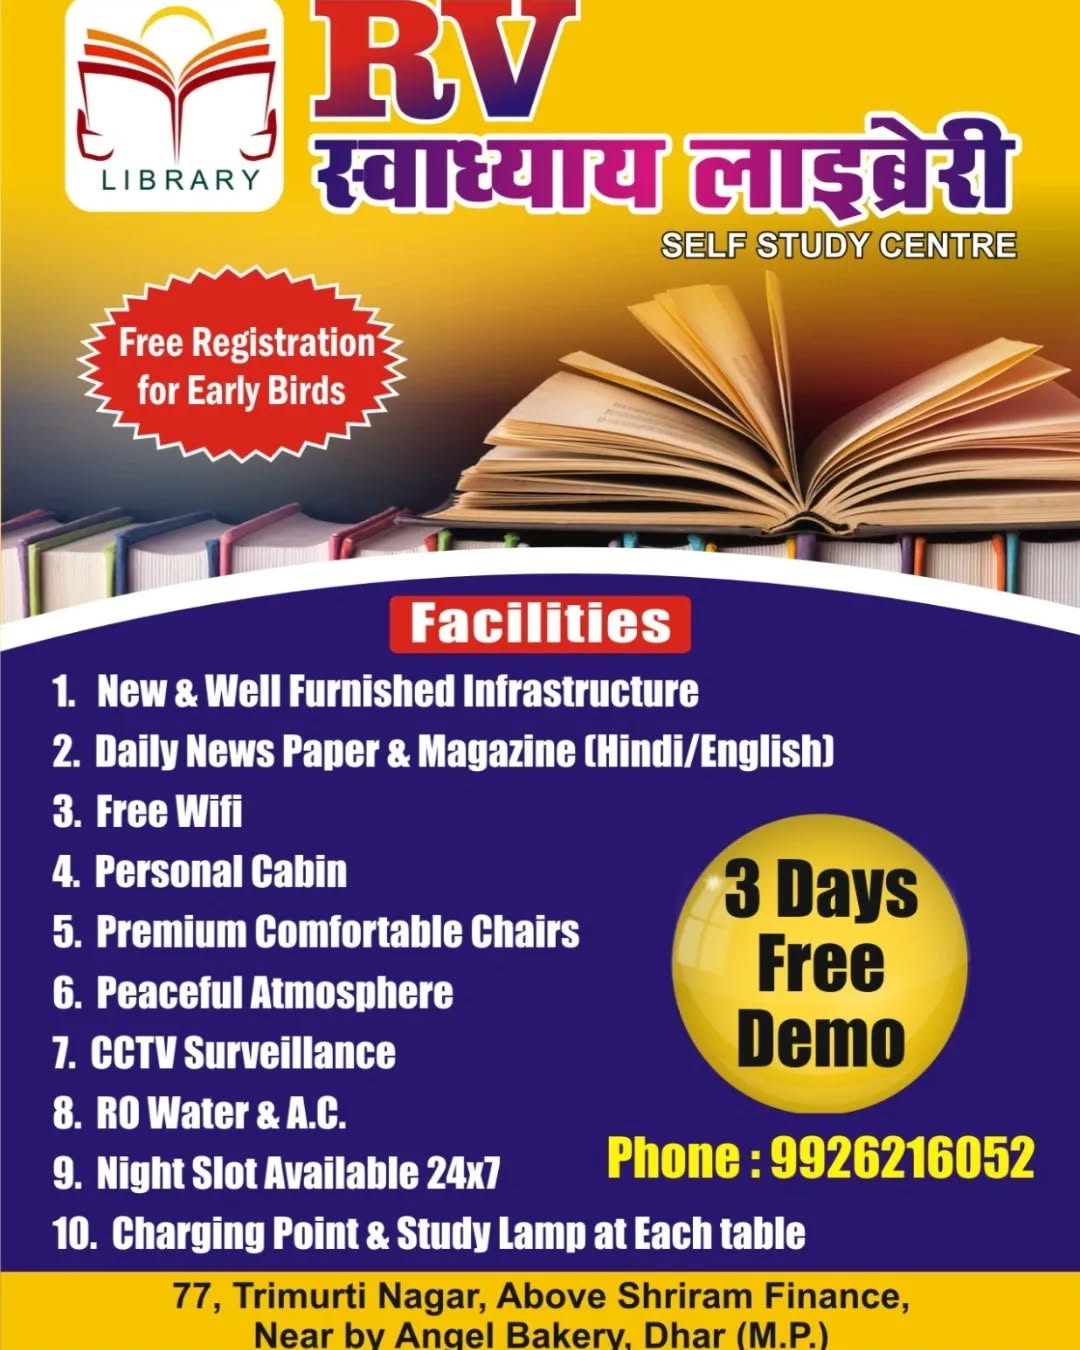 LIBRARY
RV
स्वाध्याय लाइब्रेरी
SELF STUDY CENTRE
Free Registration
for Early Birds
Facilities
1. New & Well Furnished Infrastructure
2. Daily News Paper & Magazine (Hindi/English)
3. Free Wifi
4. Personal Cabin
5. Premium Comfortable Chairs
6. Peaceful Atmosphere
7. CCTV Surveillance
8. RO Water & A.C.
9. Night Slot Available 24x7
10. Charging Point & Study Lamp at Each table
3 Days
Free
Demo
Phone : 9926216052
77, Trimurti Nagar, Above Shriram Finance,
Near by Angel Bakery, Dhar (M.P.)